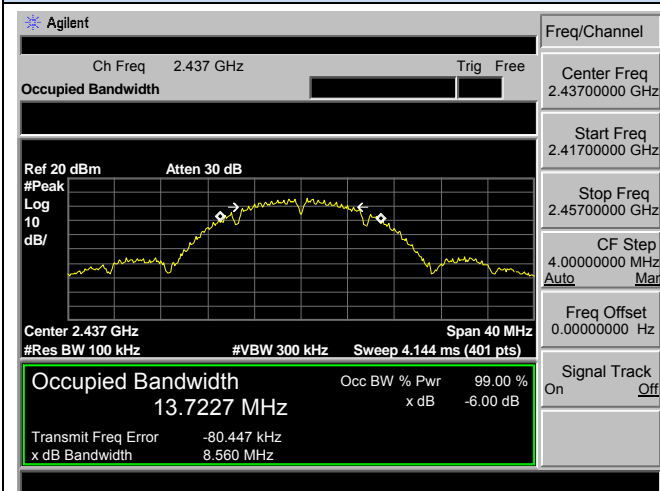 Agilent
Freq/Channel
Ch Freq 2.437 GHz Trig Free
Occupied Bandwidth
Center Freq
2.43700000 GHz
Start Freq
2.41700000 GHz
Stop Freq
2.45700000 GHz
CF Step
4.00000000 MHz
Auto Mar
Freq Offset
0.00000000 Hz
Signal Track
On Off
Ref 20 dBm Atten 30 dB
#Peak
Log
10
dB/
Center 2.437 GHz Span 40 MHz
#Res BW 100 kHz #VBW 300 kHz Sweep 4.144 ms (401 pts)
Occupied Bandwidth Occ BW % Pwr 99.00 %
13.7227 MHz x dB -6.00 dB
Transmit Freq Error -80.447 kHz
x dB Bandwidth 8.560 MHz